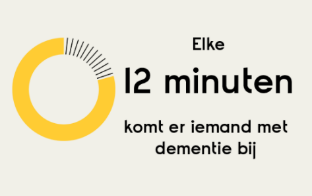 Elke
12 minuten
komt er iemand met
dementie bij